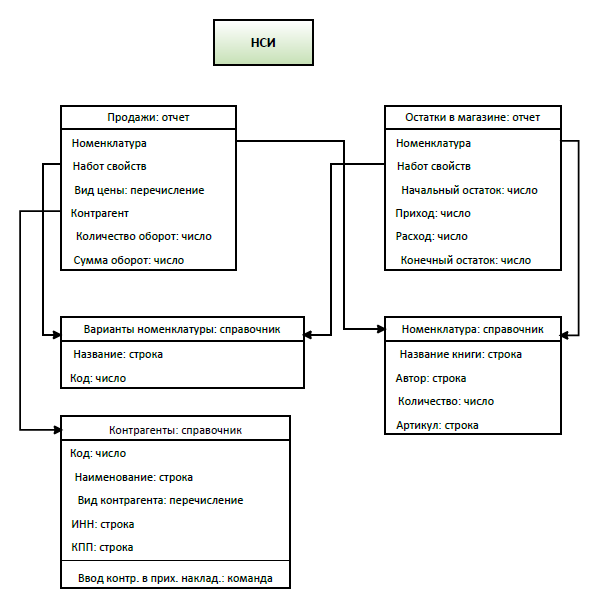 НСИ
Продажи: отчет
Номенклатура
Набот свойств
Вид цены: перечисление
Контрагент
Количество оборот: число
Сумма оборот: число
Остатки в магазине: отчет
Номенклатура
Набот свойств
Начальный остаток: число
Приход: число
Расход: число
Конечный остаток: число
Варианты номенклатуры: справочник
Название: строка
Код: число
Номенклатура: справочник
Название книги: строка
Автор: строка
Количество: число
Артикул: строка
Контрагенты: справочник
Код: число
Наименование: строка
Вид контрагента: перечисление
ИНН: строка
КПП: строка
Ввод контр. в прих. наклад.: команда